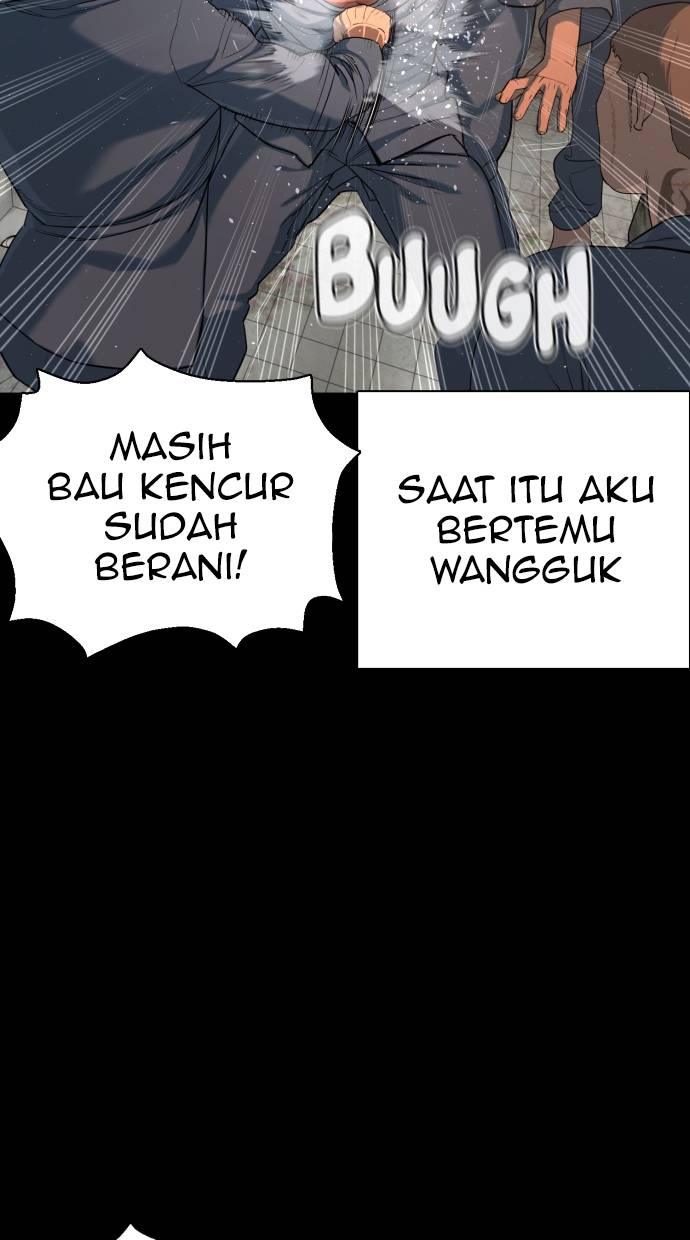 BUUGH
MASIH
BAU KENCUR
SUDAH
BERANI!
SAAT ITU AKU
BERTEMU
WANGGUK